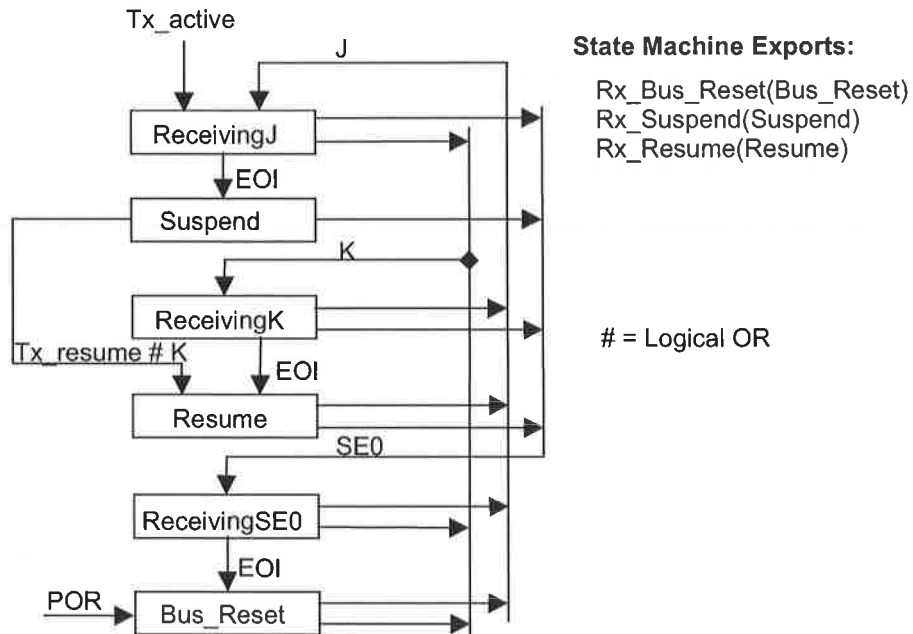 Tx_active
J
State Machine Exports:
Rx_Bus_Reset(Bus_Reset)
Rx_Suspend(Suspend)
Rx_Resume(Resume)
ReceivingJ
EOI
Suspend
K
ReceivingK
# = Logical OR
Tx_resume # K
EOI
Resume
SE0
ReceivingSE0
EOI
POR
Bus_Reset